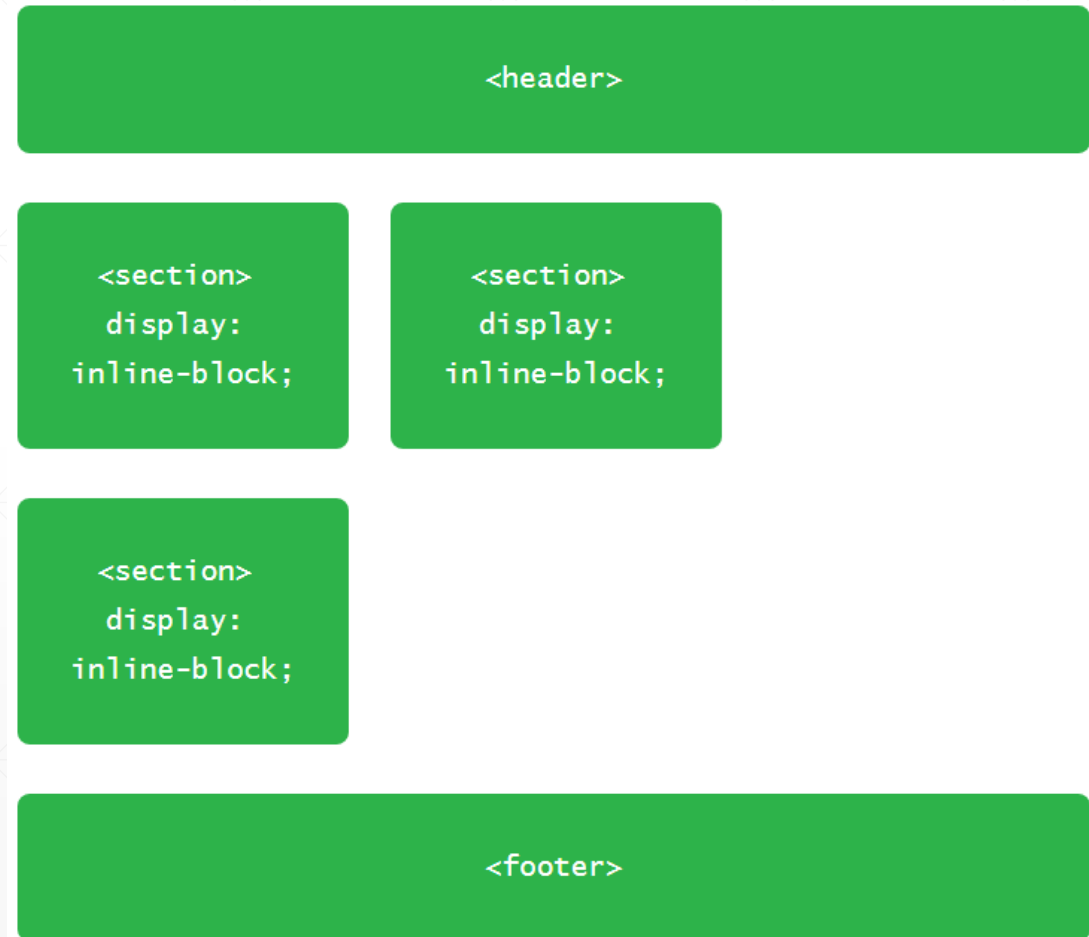 <header>
<section>
display:
inline-block;
<section>
display:
inline-block;
<section>
display:
inline-block;
<footer>